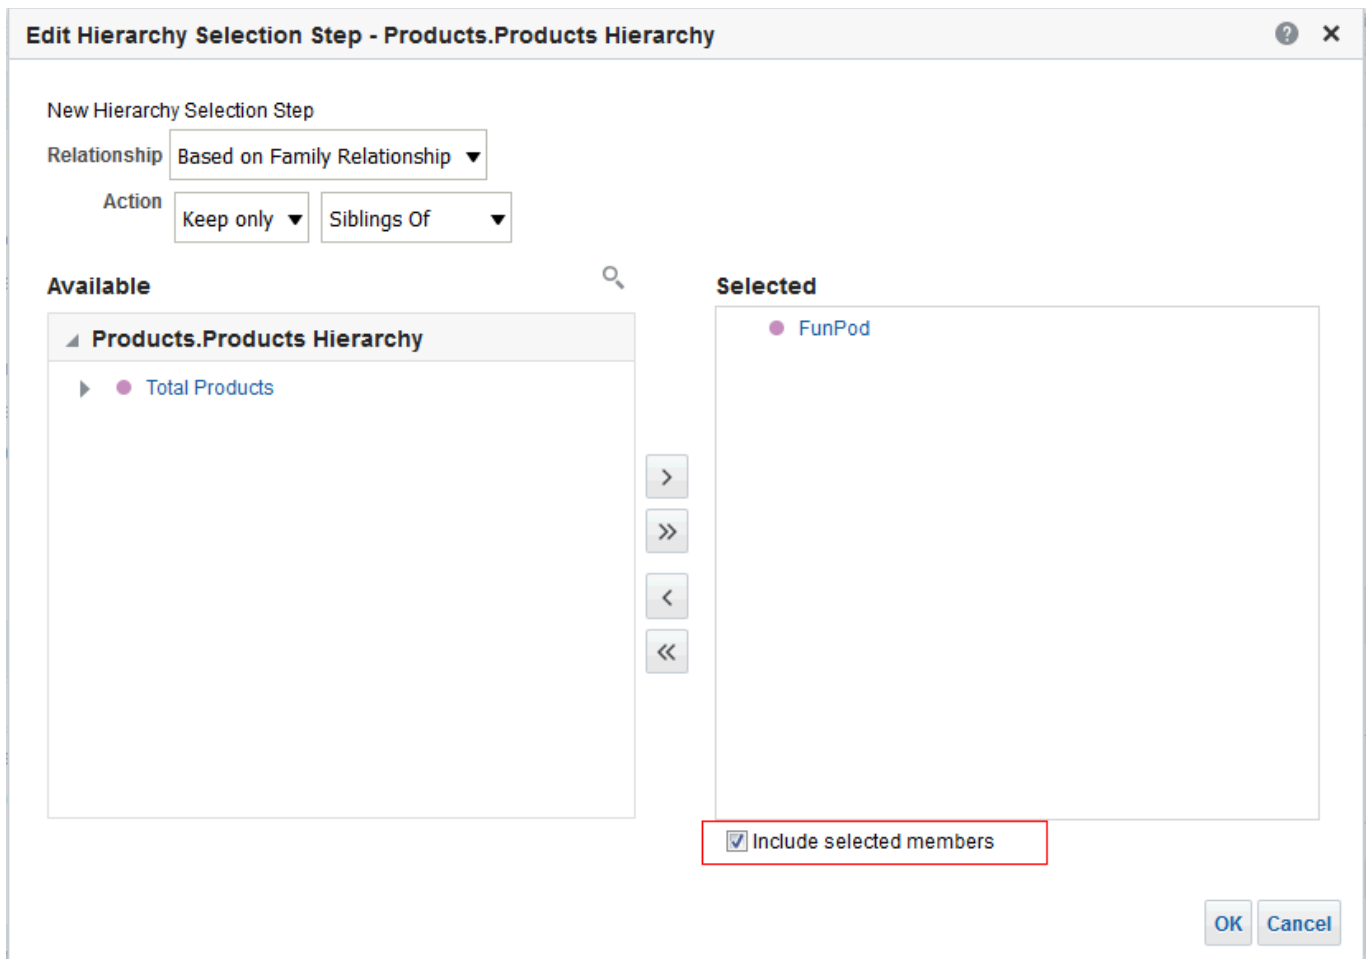 Edit Hierarchy Selection Step - Products.Products Hierarchy
New Hierarchy Selection Step
Relationship Based on Family Relationship
Action Keep only Siblings Of
Available
Selected
Products.Products Hierarchy
Total Products
FunPod
Include selected members
OK Cancel